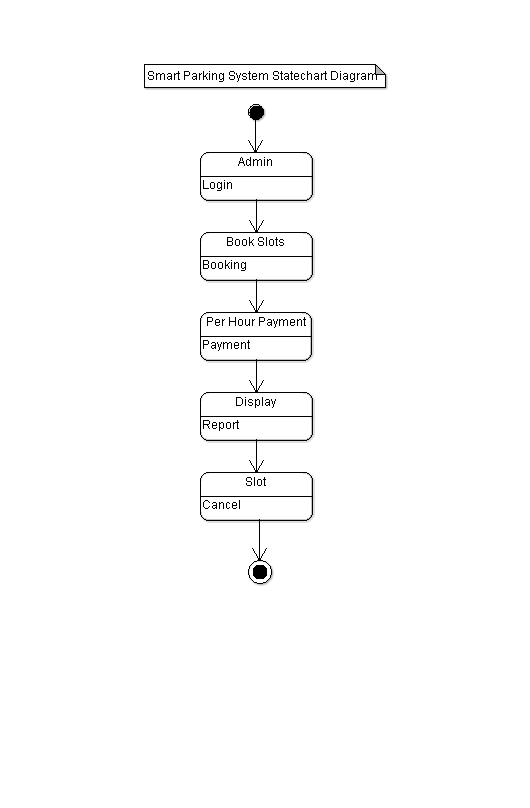 Smart Parking System Statechart Diagram
Admin
Login
Book Slots
Booking
Per Hour Payment
Payment
Display
Report
Slot
Cancel